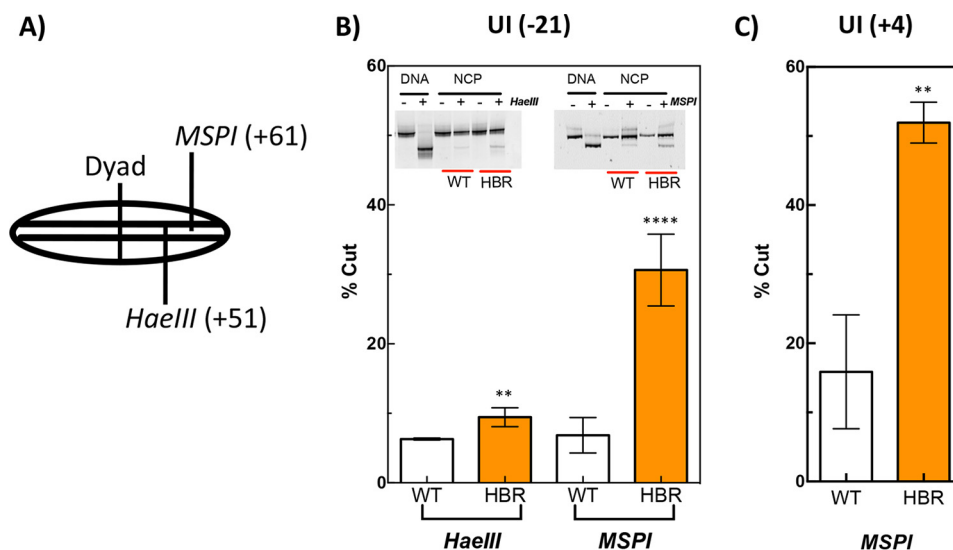 A)
MSPI (+61)
Dyad
HaeIII (+51)
B)
UI (-21)
60
40
20
0
% Cut
DNA NCP
- + - + - + HaeIII
WT HBR
DNA NCP
- + - + - + MSPI
WT HBR
**
****
WT HBR WT HBR
HaeIII MSPI
C)
UI (+4)
60
40
20
0
% Cut
**
WT HBR
MSPI